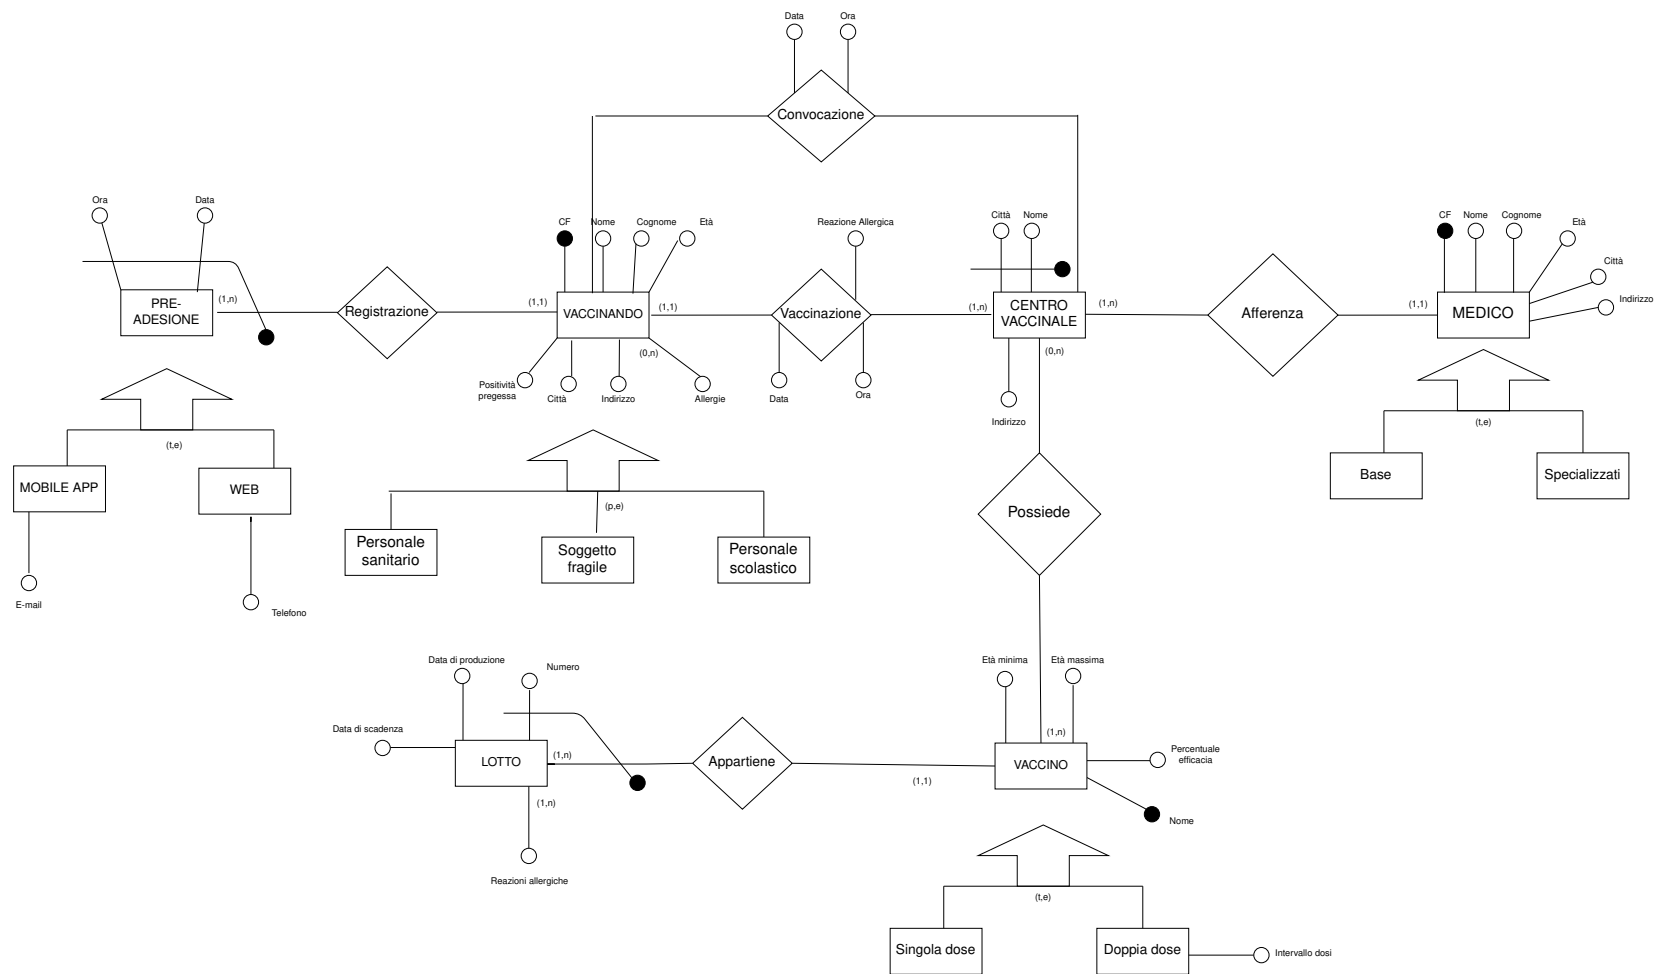 Data
Ora
Convocazione
Ora
Data
CF
Nome
Cognome
Età
Reazione Allergica
Città
Nome
CF
Nome
Cognome
Età
Città
Indirizzo
PRE-
ADESIONE
(1,n)
Registrazione
(1,1)
VACCINANDO
(1,1)
Vaccinazione
(1,n)
CENTRO
VACCINALE
(1,n)
Afferenza
(1,1)
MEDICO
(0,n)
(0,n)
Positività
pregessa
Città
Indirizzo
Allergie
Data
Ora
Indirizzo
(t,e)
MOBILE APP
WEB
E-mail
Telefono
(p,e)
Personale
sanitario
Soggetto
fragile
Personale
scolastico
Possiede
(t,e)
Base
Specializzati
Data di produzione
Numero
Data di scadenza
LOTTO
(1,n)
(1,n)
Reazioni allergiche
Appartiene
(1,1)
Età minima
Età massima
(1,n)
VACCINO
Percentuale
efficacia
Nome
(t,e)
Singola dose
Doppia dose
Intervallo dosi